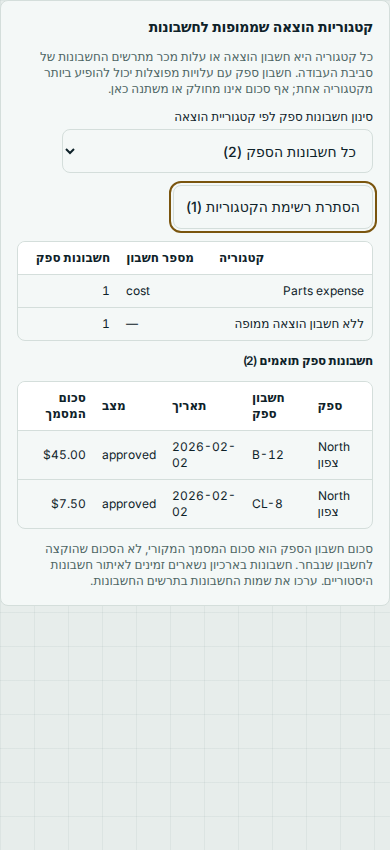 קטגוריות הוצאה שממופות לחשבונות
כל קטגוריה היא חשבון הוצאה או עלות מכר מתרשים החשבונות של
סביבת העבודה. חשבון ספק עם עלויות מפוצלות יכול להופיע ביותר
מקטגוריה אחת; אף סכום אינו מחולק או משתנה כאן.
סינון חשבונות ספק לפי קטגוריית הוצאה
כל חשבונות הספק (2)
הסתרת רשימת הקטגוריות (1)
קטגוריה מספר חשבון חשבונות ספק
Parts expense cost 1
ללא חשבון הוצאה ממופה — 1
חשבונות ספק תואמים (2)
ספק חשבון ספק תאריך מצב סכום המסמך
North צפון B-12 2026-02-02 approved $45.00
North צפון CL-8 2026-02-02 approved $7.50
סכום חשבון הספק הוא סכום המסמך המקורי, לא הסכום שהוקצה
לחשבון שנבחר. חשבונות בארכיון נשארים זמינים לאיתור חשבונות
היסטוריים. ערכו את שמות החשבונות בתרשים החשבונות.